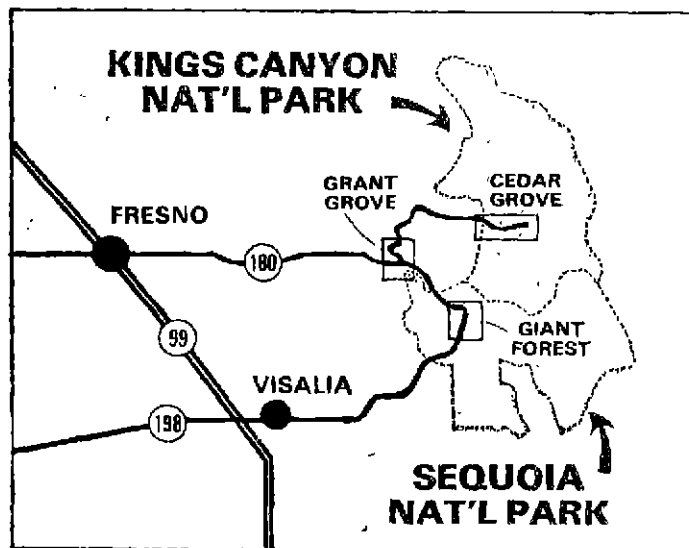 KINGS CANYON
NAT'L PARK
GRANT
GROVE
CEDAR
GROVE
FRESNO
180
99
GIANT
FOREST
VISALIA
198
SEQUOIA
NAT'L PARK